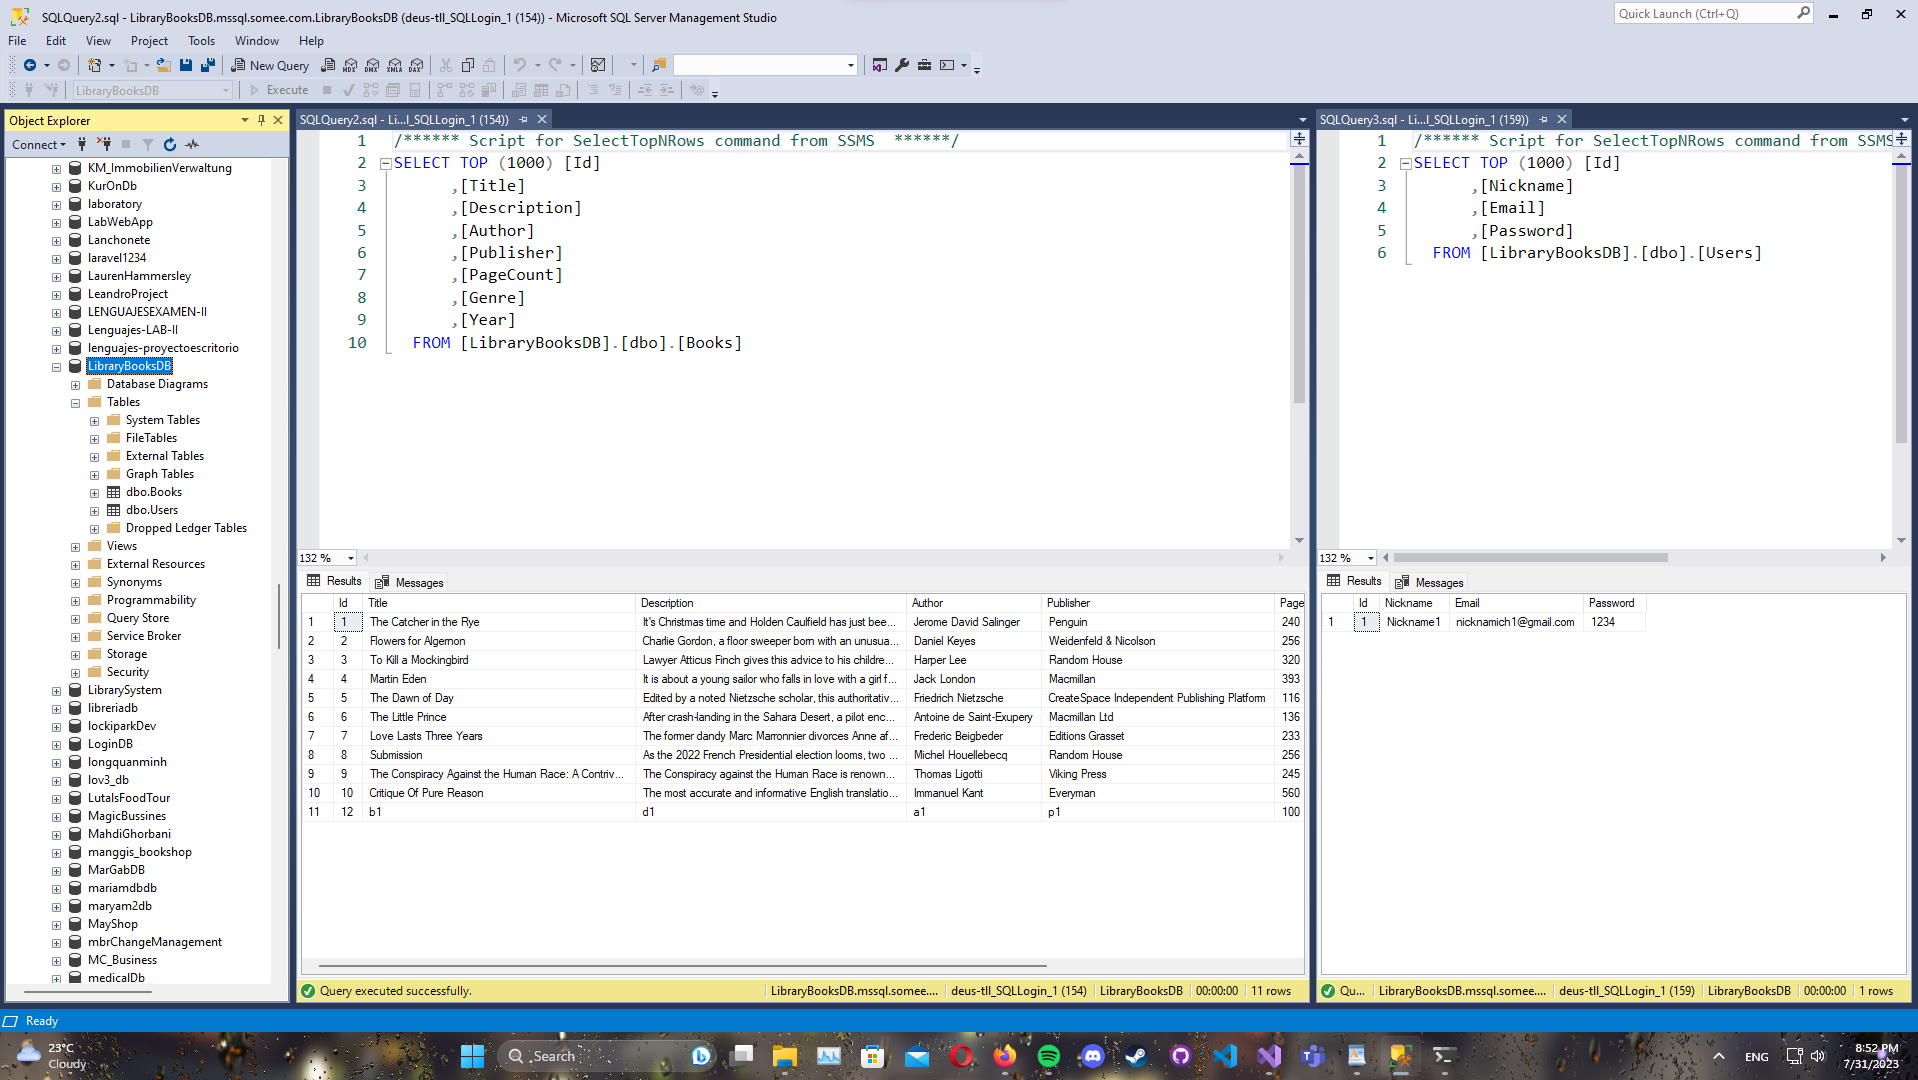 SQLQuery2.sql - LibraryBooksDB.mssql.somee.com.LibraryBooksDB (deus-tll_SQLLogin_1 (154)) - Microsoft SQL Server Management Studio
Quick Launch (Ctrl+Q)
File Edit View Project Tools Window Help
New Query MDX DMX XMLA DAX
LibraryBooksDB Execute
Object Explorer
Connect
KM_ImmobilienVerwaltung
KurOnDb
laboratory
LabWebApp
Lanchonete
laravel1234
LaurenHammersley
LeandroProject
LENGUAJESEXAMEN-II
Lenguajes-LAB-II
lenguajes-proyectoescritorio
LibraryBooksDB
Database Diagrams
Tables
System Tables
FileTables
External Tables
Graph Tables
dbo.Books
dbo.Users
Dropped Ledger Tables
Views
External Resources
Synonyms
Programmability
Query Store
Service Broker
Storage
Security
LibrarySystem
libreriadb
lockiparkDev
LoginDB
longquanminh
lov3_db
LutalsFoodTour
MagicBussines
MahdiGhorbani
manggis_bookshop
MarGabDB
mariamdbdb
maryam2db
MayShop
mbrChangeManagement
MC_Business
medicalDb
SQLQuery2.sql - Li...l_SQLLogin_1 (154))
1 /****** Script for SelectTopNRows command from SSMS ******/
2 SELECT TOP (1000) [Id]
3 ,[Title]
4 ,[Description]
5 ,[Author]
6 ,[Publisher]
7 ,[PageCount]
8 ,[Genre]
9 ,[Year]
10 FROM [LibraryBooksDB].[dbo].[Books]
132 %
Results Messages
Id Title Description Author Publisher Page
1 1 The Catcher in the Rye It's Christmas time and Holden Caulfield has just bee... Jerome David Salinger Penguin 240
2 2 Flowers for Algernon Charlie Gordon, a floor sweeper born with an unusua... Daniel Keyes Weidenfeld & Nicolson 256
3 3 To Kill a Mockingbird Lawyer Atticus Finch gives this advice to his childre... Harper Lee Random House 320
4 4 Martin Eden It is about a young sailor who falls in love with a girl f... Jack London Macmillan 393
5 5 The Dawn of Day Edited by a noted Nietzsche scholar, this authoritativ... Friedrich Nietzsche CreateSpace Independent Publishing Platform 116
6 6 The Little Prince After crash-landing in the Sahara Desert, a pilot enc... Antoine de Saint-Exupery Macmillan Ltd 136
7 7 Love Lasts Three Years The former dandy Marc Marronnier divorces Anne af... Frederic Beigbeder Editions Grasset 233
8 8 Submission As the 2022 French Presidential election looms, two ... Michel Houellebecq Random House 256
9 9 The Conspiracy Against the Human Race: A Contriv... The Conspiracy against the Human Race is renown... Thomas Ligotti Viking Press 245
10 10 Critique Of Pure Reason The most accurate and informative English translatio... Immanuel Kant Everyman 560
11 12 b1 d1 a1 p1 100
Query executed successfully. LibraryBooksDB.mssql.somee.... deus-tll_SQLLogin_1 (154) LibraryBooksDB 00:00:00 11 rows
SQLQuery3.sql - Li...l_SQLLogin_1 (159))
1 /****** Script for SelectTopNRows command from SSMS
2 SELECT TOP (1000) [Id]
3 ,[Nickname]
4 ,[Email]
5 ,[Password]
6 FROM [LibraryBooksDB].[dbo].[Users]
132 %
Results Messages
Id Nickname Email Password
1 1 Nickname1 nicknamich1@gmail.com 1234
Qu... LibraryBooksDB.mssql.somee.... deus-tll_SQLLogin_1 (159) LibraryBooksDB 00:00:00 1 rows
Ready
23°C
Cloudy
Search
ENG
8:52 PM
7/31/2023